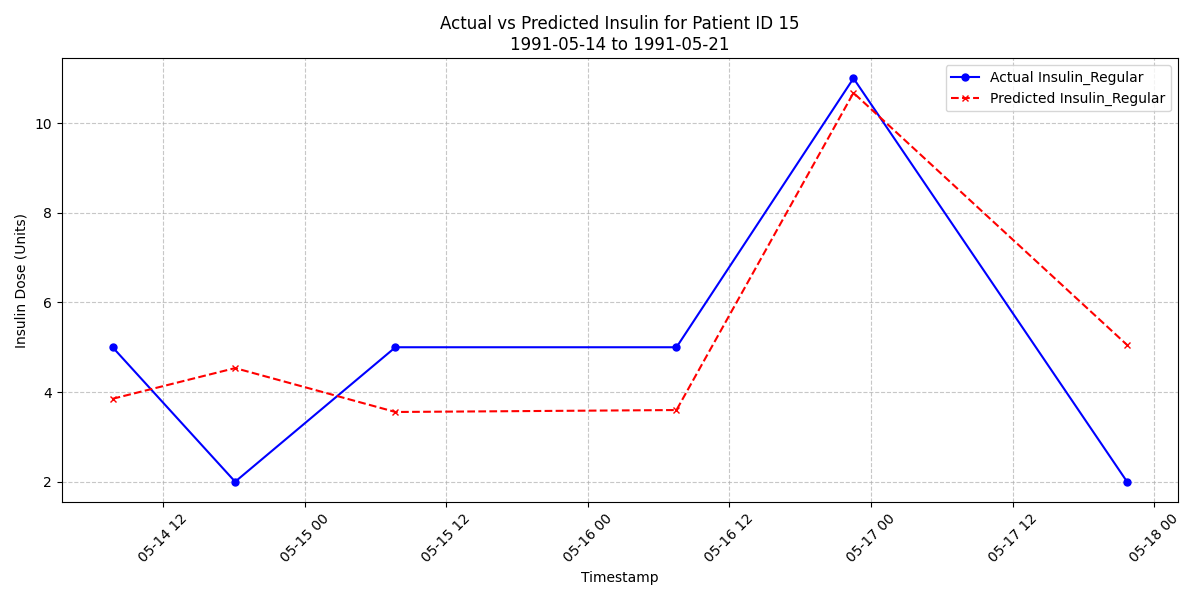 Actual vs Predicted Insulin for Patient ID 15
1991-05-14 to 1991-05-21
Actual Insulin_Regular
Predicted Insulin_Regular
Insulin Dose (Units)
10
8
6
4
2
05-14 12
05-15 00
05-15 12
05-16 00
05-16 12
05-17 00
05-17 12
05-18 00
Timestamp